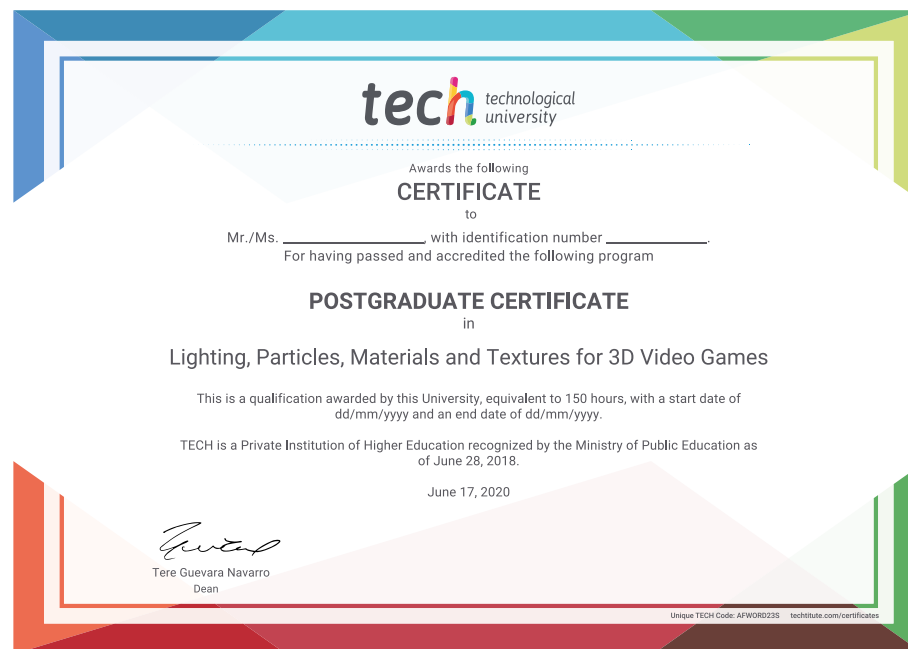 tech technological
university
Awards the following
CERTIFICATE
to
Mr./Ms. ____________, with identification number ____________.
For having passed and accredited the following program
POSTGRADUATE CERTIFICATE
in
Lighting, Particles, Materials and Textures for 3D Video Games
This is a qualification awarded by this University, equivalent to 150 hours, with a start date of
dd/mm/yyyy and an end date of dd/mm/yyyy.
TECH is a Private Institution of Higher Education recognized by the Ministry of Public Education as
of June 28, 2018.
June 17, 2020
Tere Guevara Navarro
Dean
Unique TECH Code: AFWORD23S techtitute.com/certificates